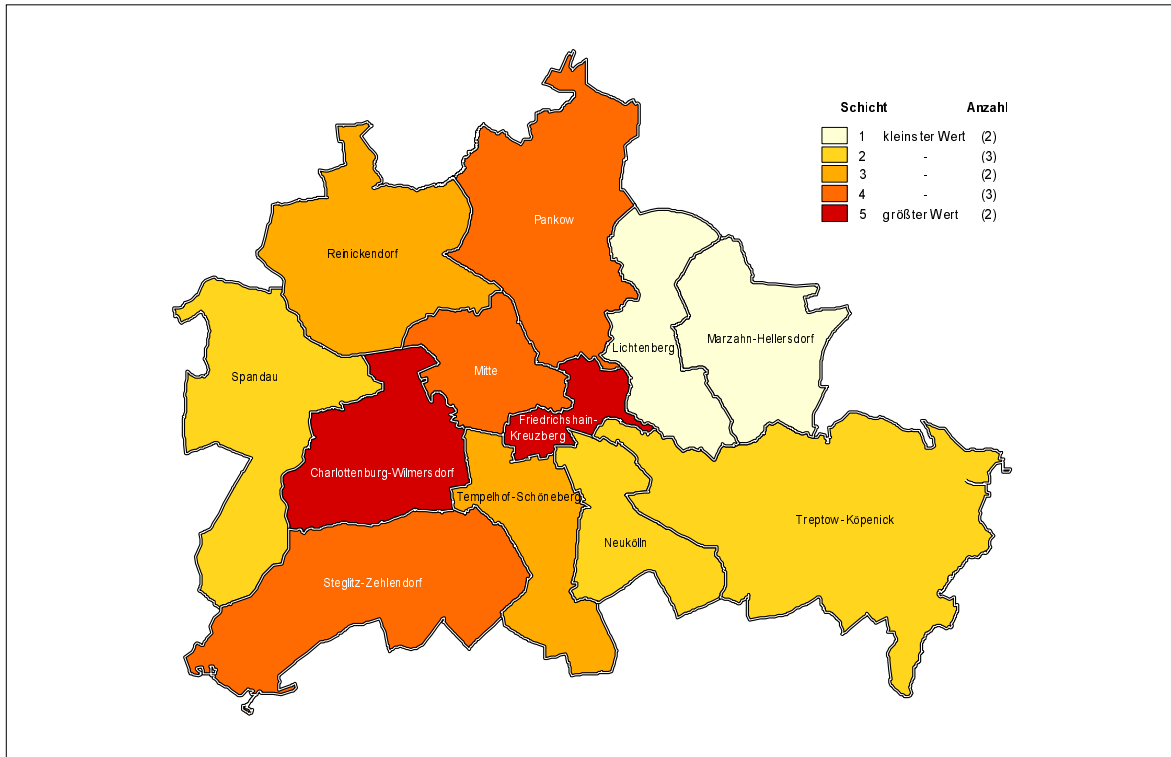 Schicht Anzahl
1 kleinster Wert (2)
2 - (3)
3 - (2)
4 - (3)
5 größter Wert (2)
Pankow
Reinickendorf
Lichtenberg
Marzahn-Hellersdorf
Mitte
Spandau
Friedrichshain-
Kreuzberg
Charlottenburg-Wilmersdorf
Tempelhof-Schöneberg
Treptow-Köpenick
Neukölln
Steglitz-Zehlendorf